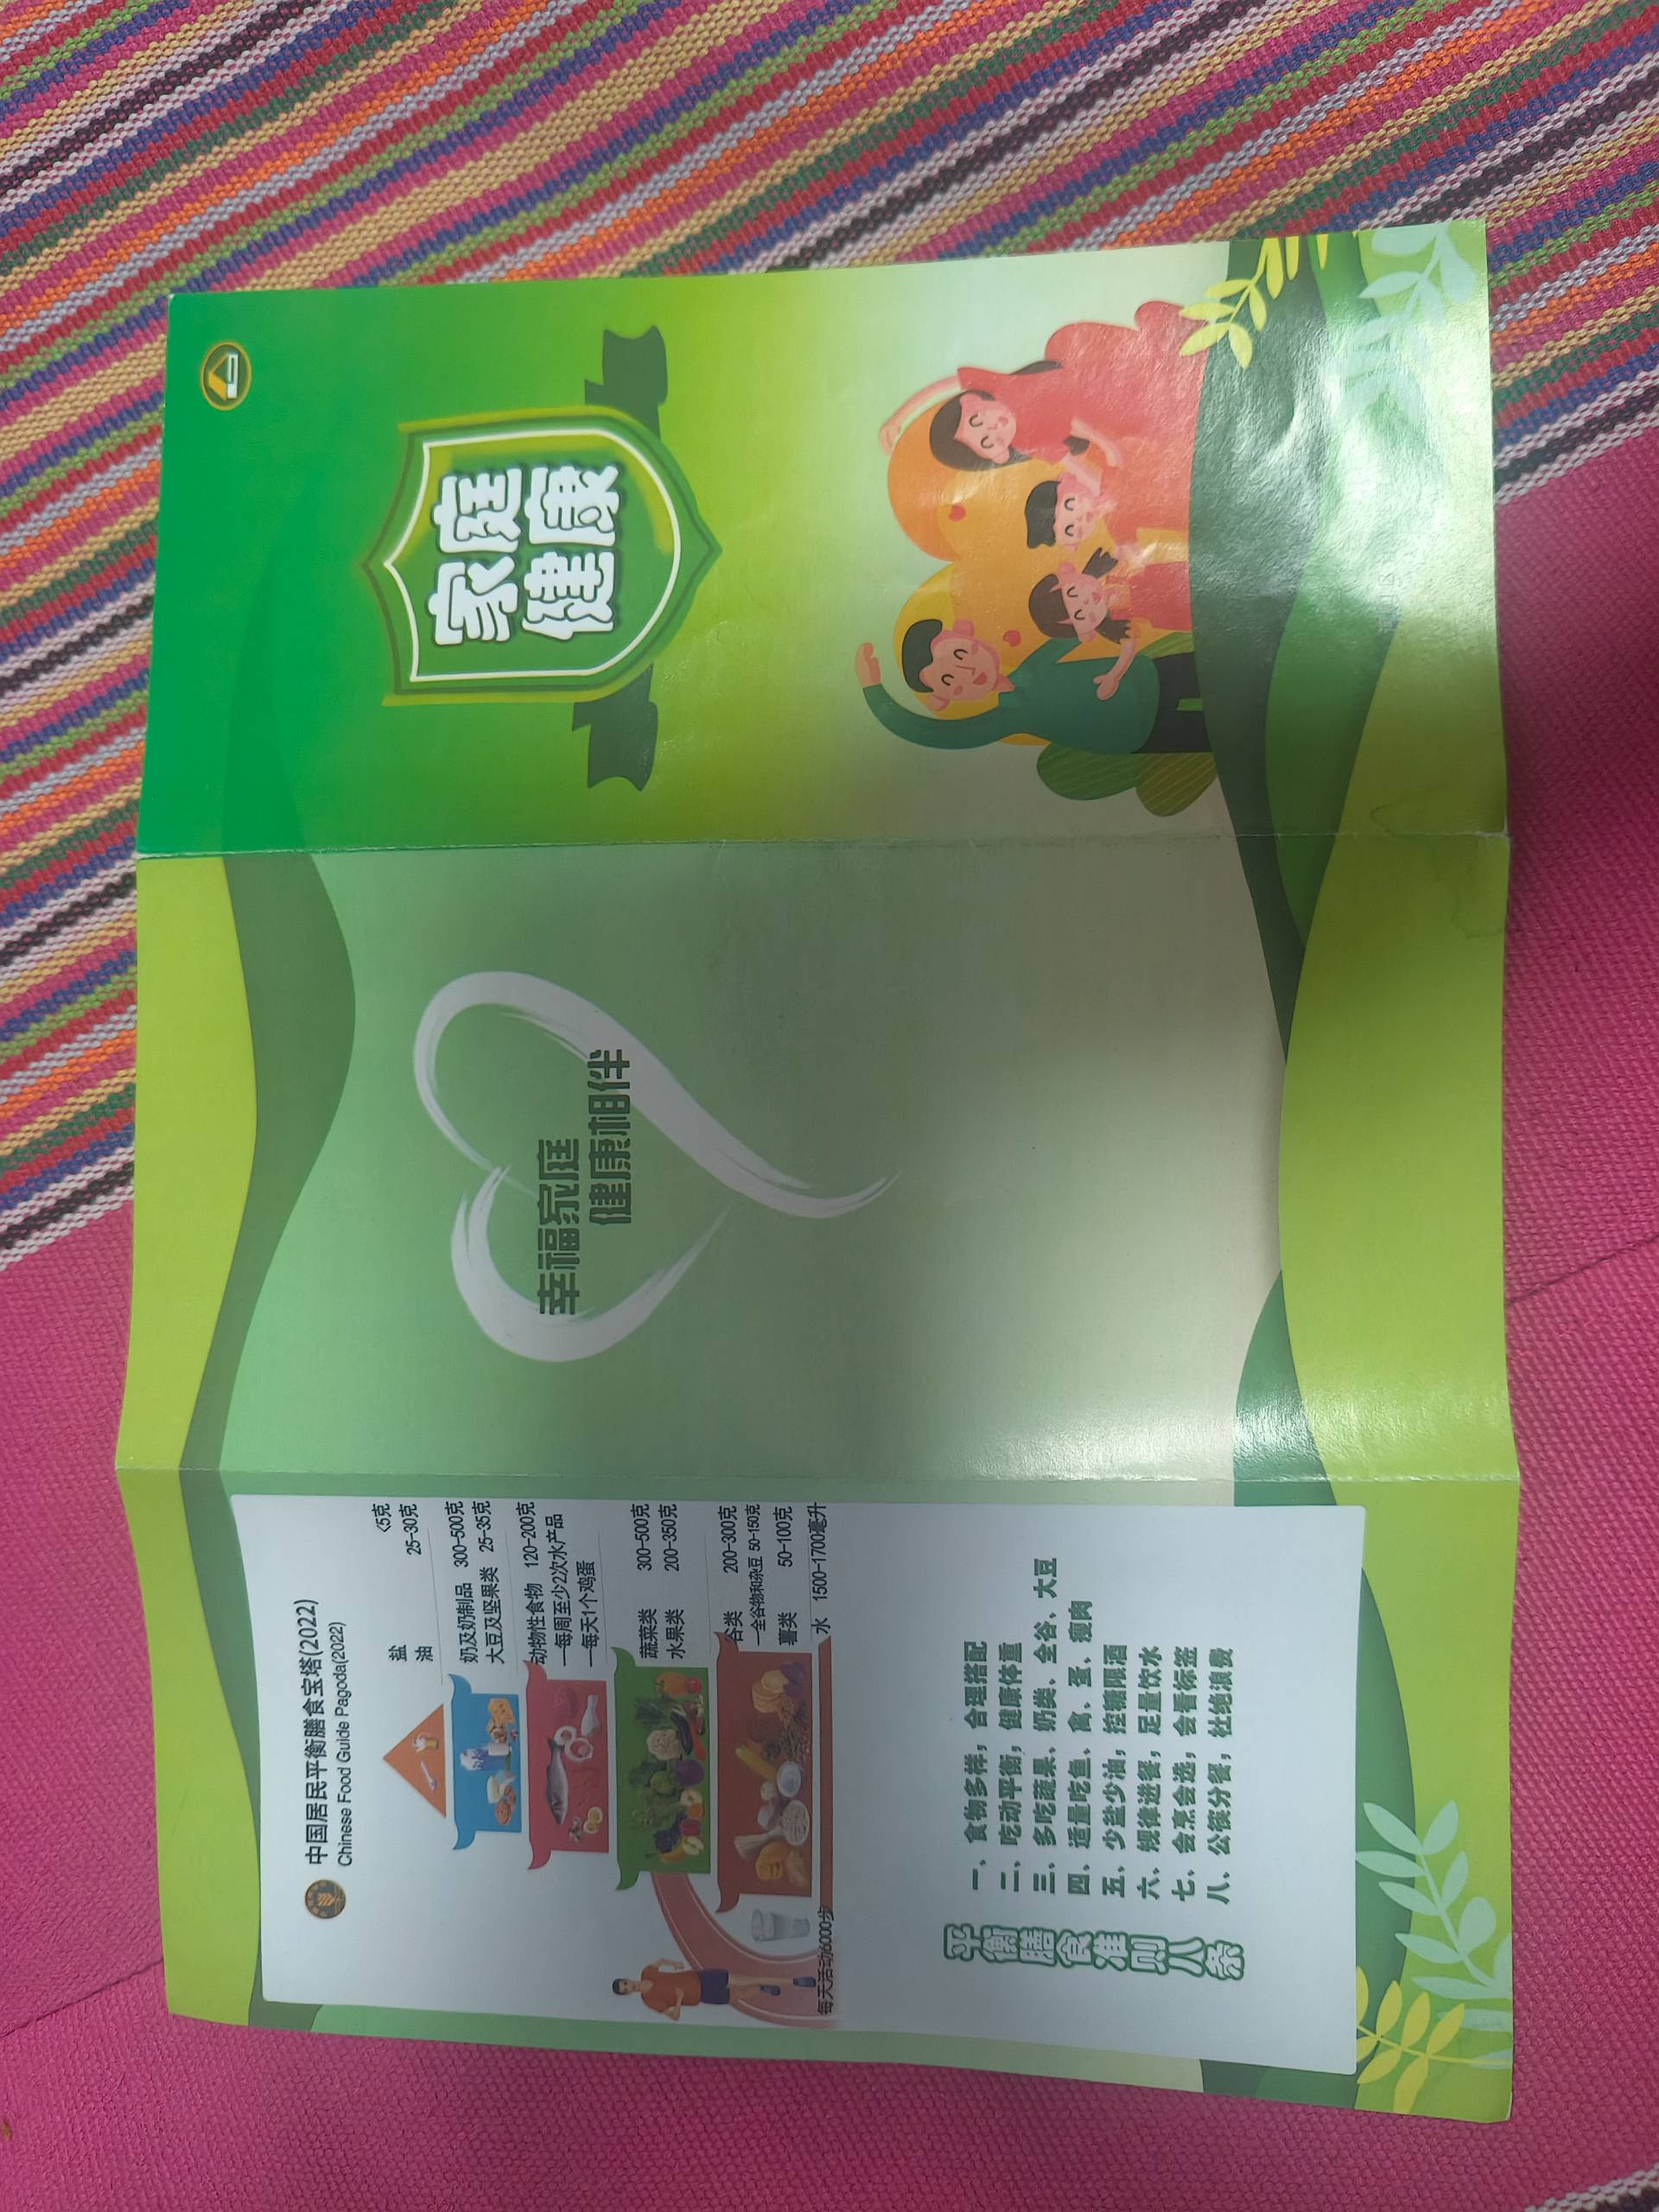 中国居民平衡膳食宝塔(2022)
Chinese Food Guide Pagoda(2022)
盐 <5克
油 25-30克
奶及奶制品 300-500克
大豆及坚果类 25-35克
动物性食物 120-200克
—每周至少2次水产品
—每天1个鸡蛋
蔬菜类 300-500克
水果类 200-350克
谷类 200-300克
—全谷物和杂豆 50-150克
薯类 50-100克
水 1500-1700毫升
每天活动6000步
平衡膳食准则八条
一、食物多样，合理搭配
二、吃动平衡，健康体重
三、多吃蔬果、奶类、全谷、大豆
四、适量吃鱼、禽、蛋、瘦肉
五、少盐少油，控糖限酒
六、规律进餐，足量饮水
七、会烹会选，会看标签
八、公筷分餐，杜绝浪费
幸福家庭
健康相伴
家庭
健康